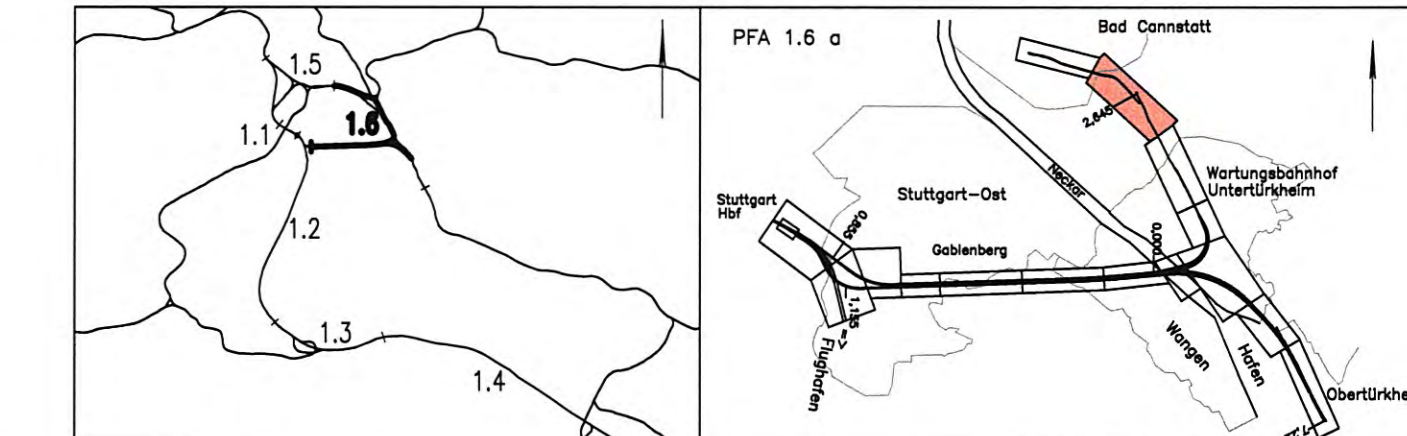 1.5
1.6
1.1
1.2
1.3
1.4
PFA 1.6 a
Bad Cannstatt
2,645
Neckar
Wartungsbahnhof
Untertürkheim
Stuttgart-Ost
Stuttgart
Hbf
0,855
Gablenberg
0,000
1,155
=>
Flughafen
Wangen
Hafen
Obertürkhe